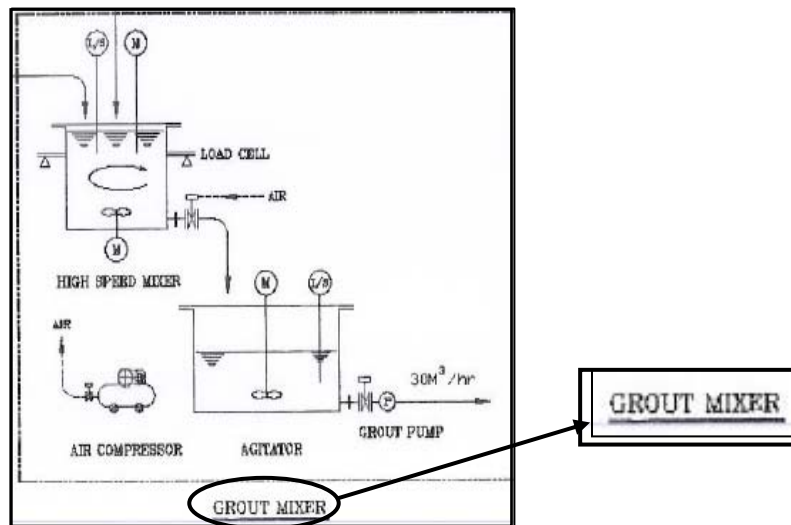 L/S M
LOAD CELL
AIR
M
HIGH SPEED MIXER
M L/S
AIR
30M³/hr
P
AIR COMPRESSOR AGITATOR GROUT PUMP
GROUT MIXER
GROUT MIXER